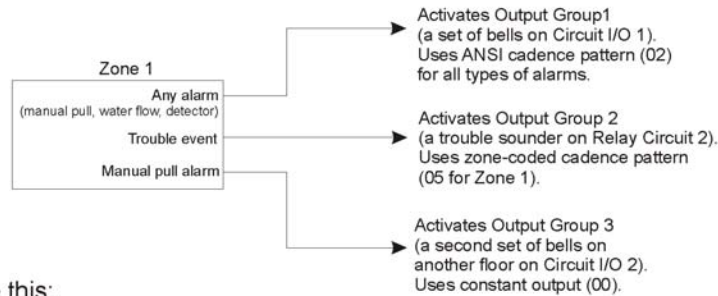 Zone 1
Any alarm
(manual pull, water flow, detector)
Trouble event
Manual pull alarm
Activates Output Group1
(a set of bells on Circuit I/O 1).
Uses ANSI cadence pattern (02)
for all types of alarms.
Activates Output Group 2
(a trouble sounder on Relay Circuit 2).
Uses zone-coded cadence pattern
(05 for Zone 1).
Activates Output Group 3
(a second set of bells on
another floor on Circuit I/O 2).
Uses constant output (00).
this: